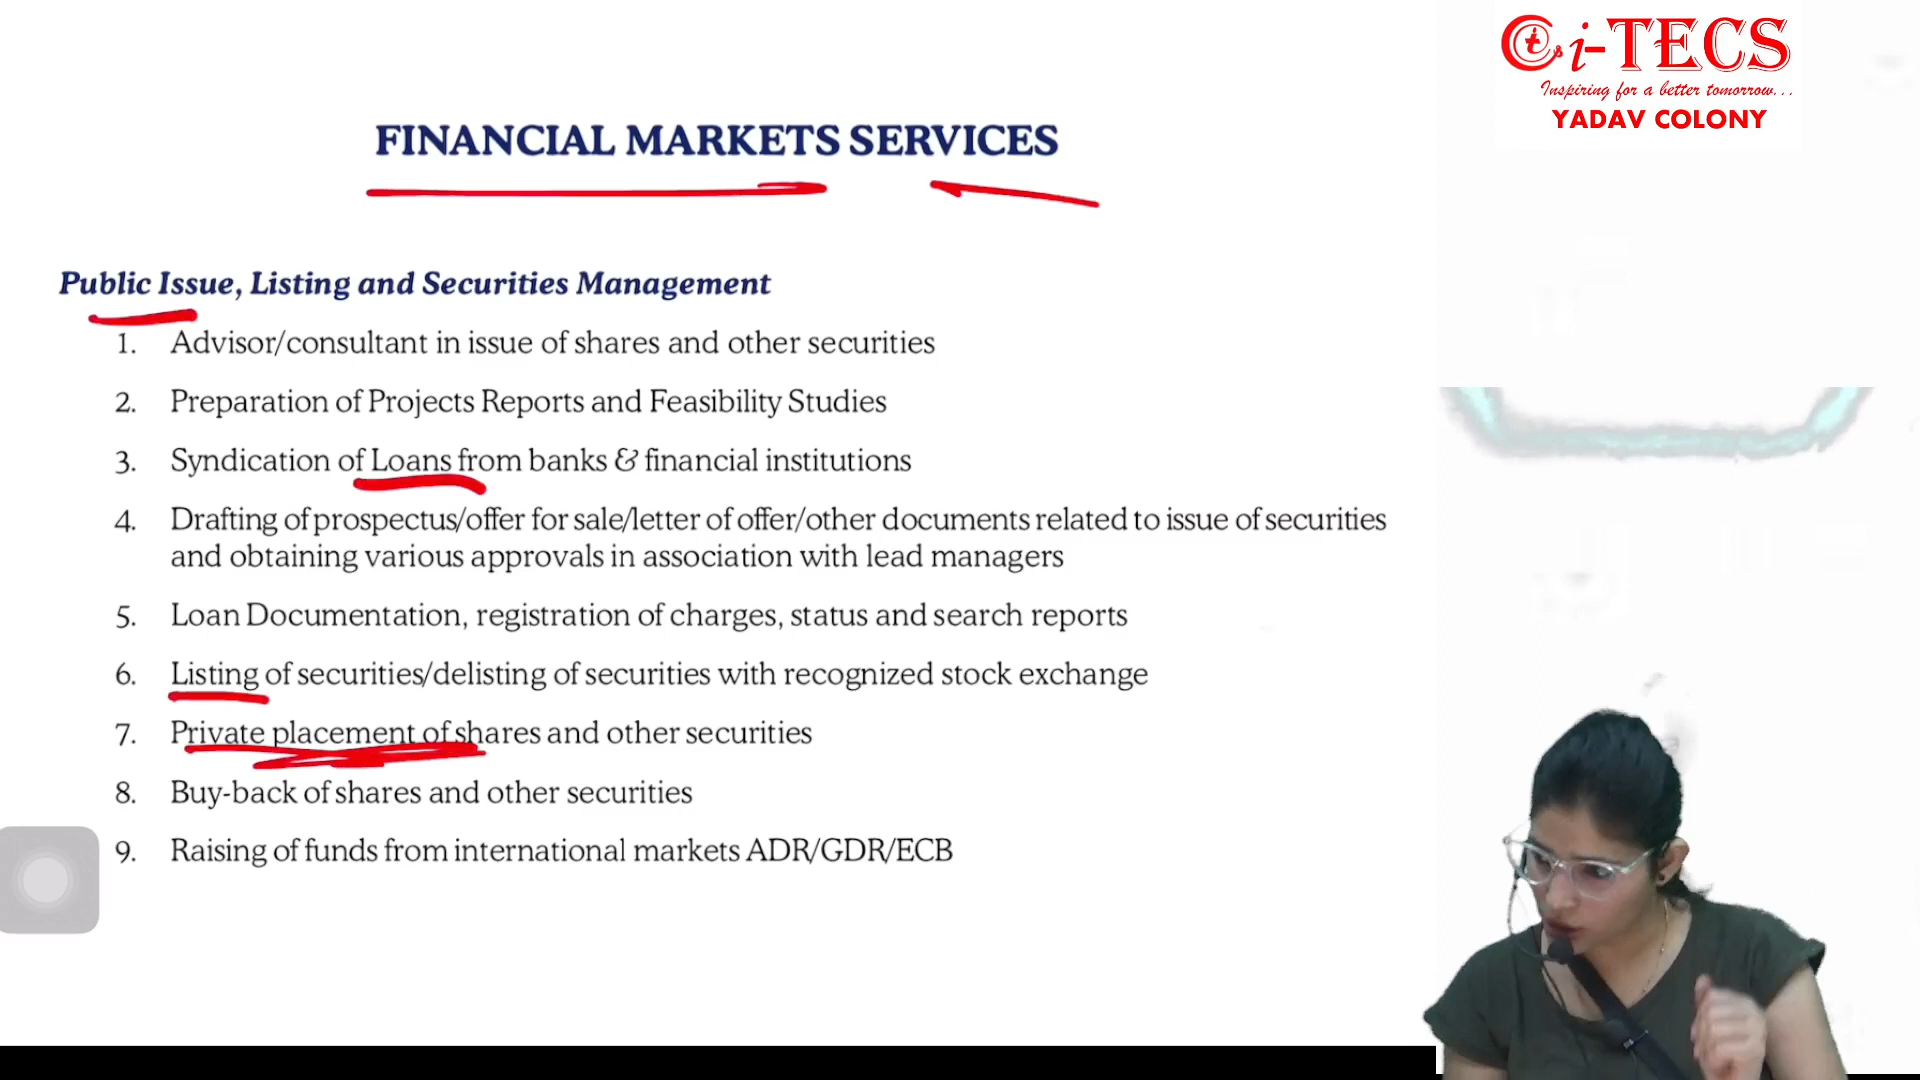 i-TECS
Inspiring for a better tomorrow...
YADAV COLONY
FINANCIAL MARKETS SERVICES
Public Issue, Listing and Securities Management
1. Advisor/consultant in issue of shares and other securities
2. Preparation of Projects Reports and Feasibility Studies
3. Syndication of Loans from banks & financial institutions
4. Drafting of prospectus/offer for sale/letter of offer/other documents related to issue of securities
and obtaining various approvals in association with lead managers
5. Loan Documentation, registration of charges, status and search reports
6. Listing of securities/delisting of securities with recognized stock exchange
7. Private placement of shares and other securities
8. Buy-back of shares and other securities
9. Raising of funds from international markets ADR/GDR/ECB